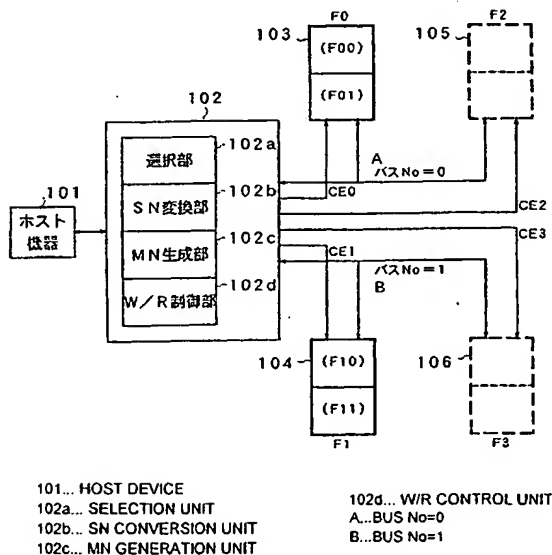 F0
103
(F00)
(F01)
F2
105
102
選択部
102a
SN変換部
102b
MN生成部
102c
W/R制御部
102d
101
ホスト
機器
A
バスNo=0
CE0
CE2
CE3
CE1
バスNo=1
B
104
(F10)
(F11)
F1
106
F3
101... HOST DEVICE
102a... SELECTION UNIT
102b... SN CONVERSION UNIT
102c... MN GENERATION UNIT
102d... W/R CONTROL UNIT
A...BUS No=0
B...BUS No=1